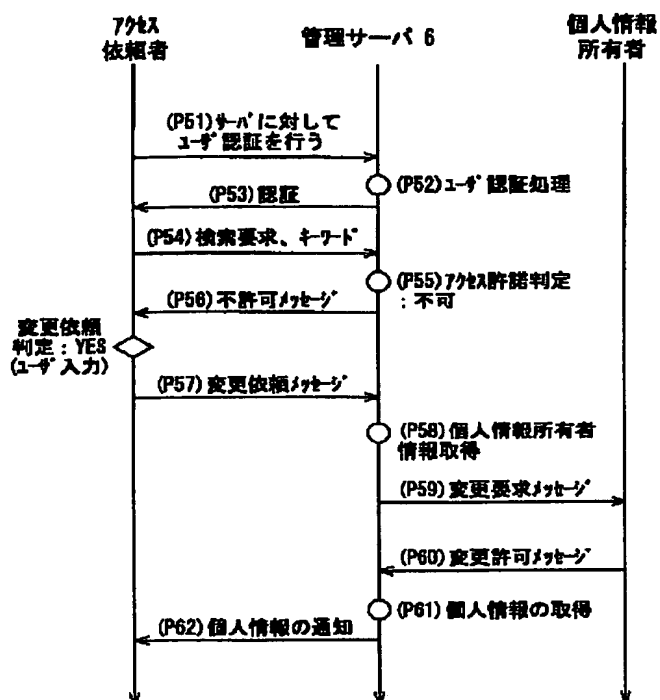 アクセス
依頼者
管理サーバ 6
個人情報
所有者
(P51)サーバに対して
ユーザ認証を行う
(P52)ユーザ認証処理
(P53)認証
(P54)検索要求、キーワード
(P55)アクセス許諾判定
:不可
(P56)不許可メッセージ
変更依頼
判定:YES
(ユーザ入力)
(P57)変更依頼メッセージ
(P58)個人情報所有者
情報取得
(P59)変更要求メッセージ
(P60)変更許可メッセージ
(P61)個人情報の取得
(P62)個人情報の通知